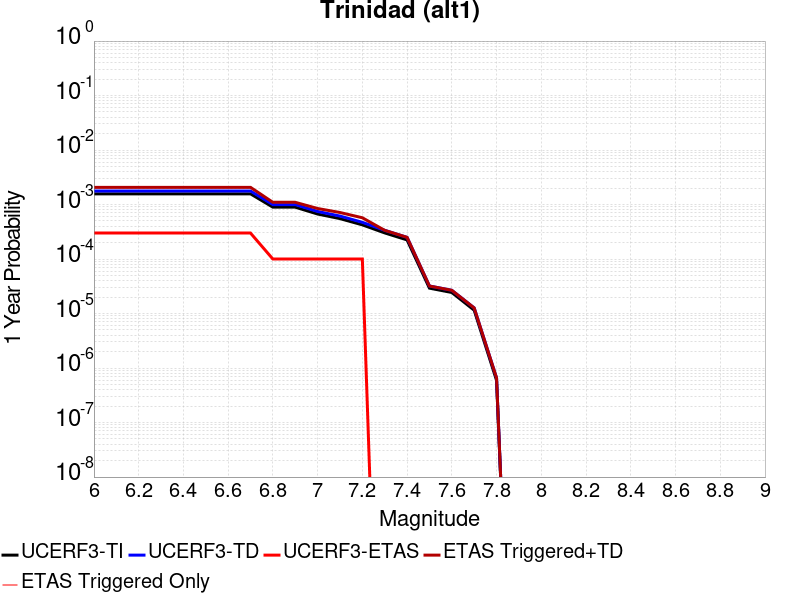 Trinidad (alt1)
10^0
10^-1
10^-2
10^-3
10^-4
10^-5
10^-6
10^-7
10^-8
1 Year Probability
6 6.2 6.4 6.6 6.8 7 7.2 7.4 7.6 7.8 8 8.2 8.4 8.6 8.8 9
Magnitude
UCERF3-TI UCERF3-TD UCERF3-ETAS ETAS Triggered+TD
ETAS Triggered Only